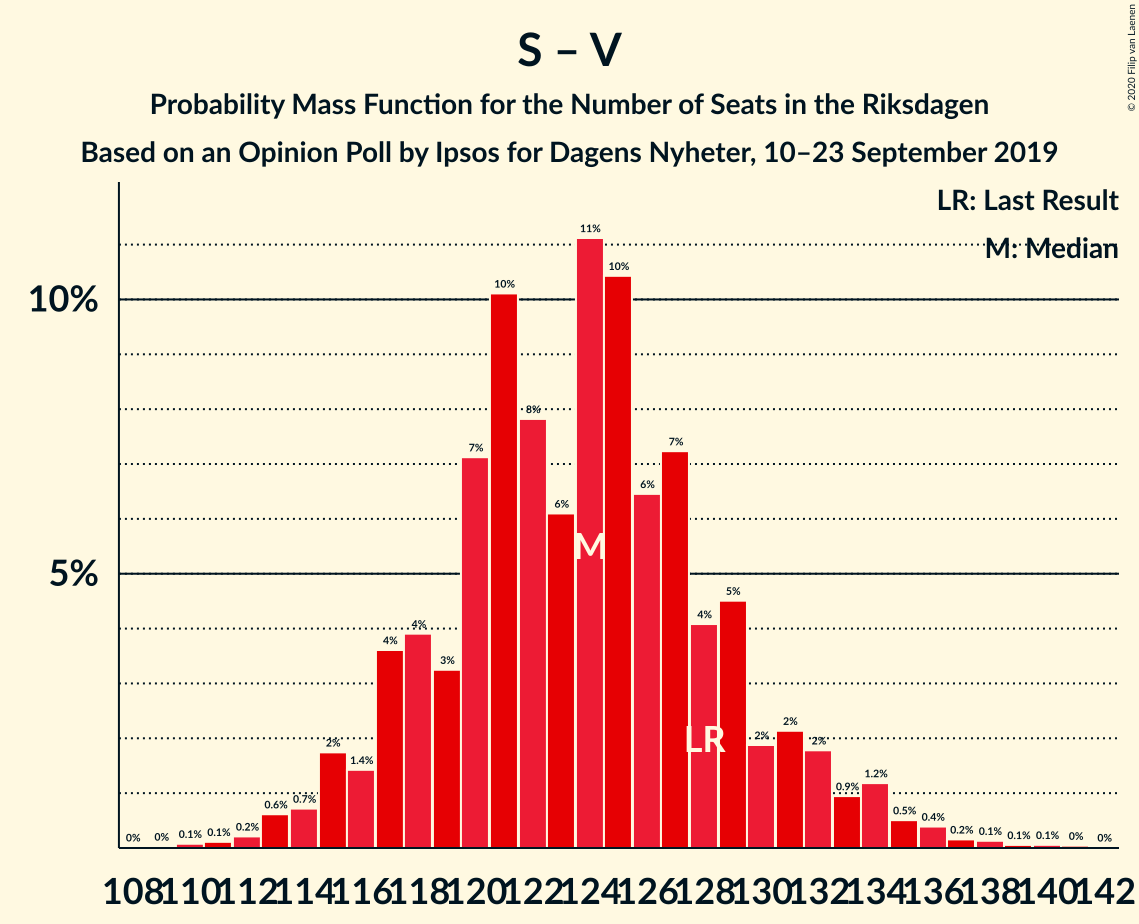 S – V
Probability Mass Function for the Number of Seats in the Riksdagen
Based on an Opinion Poll by Ipsos for Dagens Nyheter, 10–23 September 2019
© 2020 Filip van Laenen
LR: Last Result
M: Median
10%
5%
0% 0% 0.1% 0.1% 0.2% 0.6% 0.7% 2% 1.4% 4% 4% 3% 7% 10% 8% 6% 11% 10% 6% 7% 4% 5% 2% 2% 2% 0.9% 1.2% 0.5% 0.4% 0.2% 0.1% 0.1% 0.1% 0% 0%
M
LR
108 110 112 114 116 118 120 122 124 126 128 130 132 134 136 138 140 142